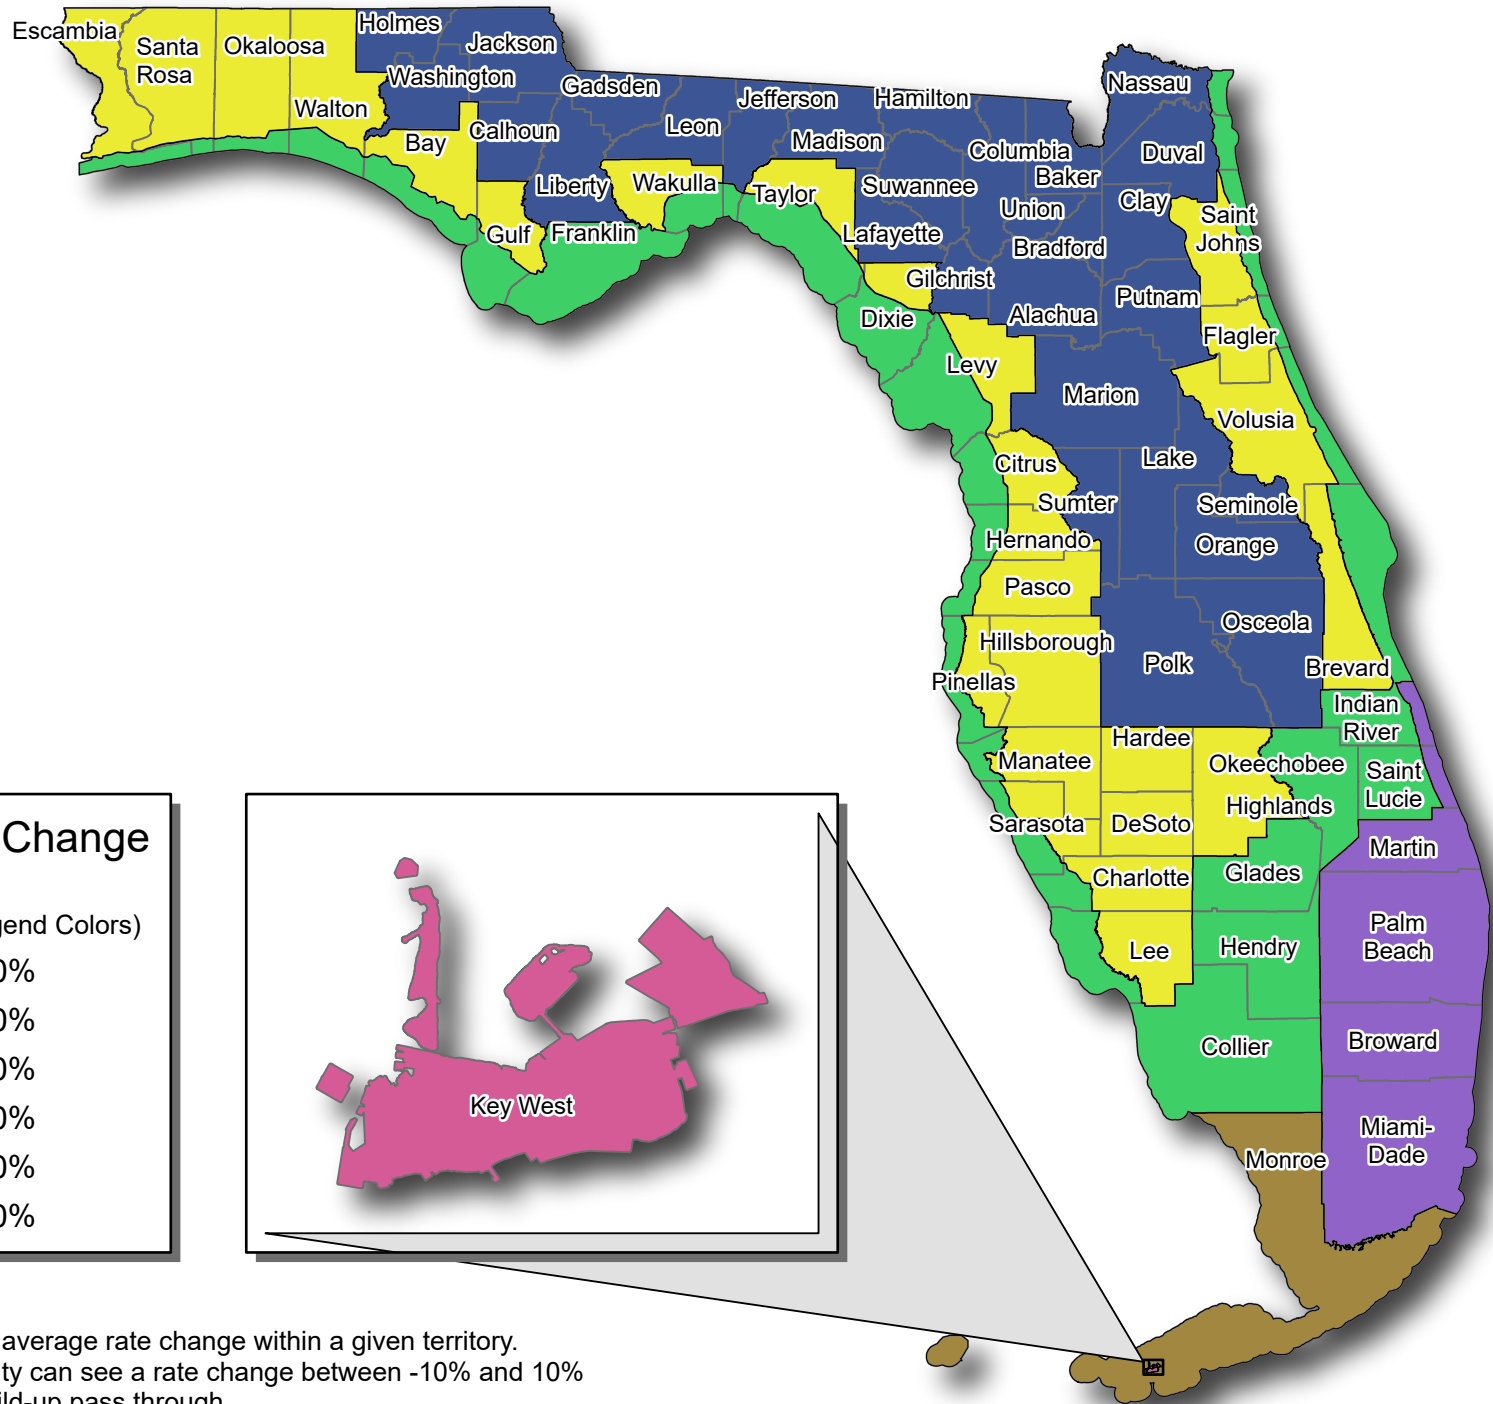 Escambia
Santa
Rosa
Okaloosa
Walton
Holmes
Jackson
Washington
Bay
Calhoun
Gadsden
Leon
Liberty
Gulf
Franklin
Wakulla
Jefferson
Madison
Taylor
Hamilton
Suwannee
Lafayette
Columbia
Baker
Union
Bradford
Nassau
Duval
Clay
Saint
Johns
Gilchrist
Dixie
Alachua
Putnam
Flagler
Levy
Marion
Volusia
Citrus
Lake
Sumter
Seminole
Hernando
Orange
Pasco
Hillsborough
Pinellas
Polk
Osceola
Brevard
Indian
River
Manatee
Hardee
Okeechobee
Saint
Lucie
Highlands
Sarasota
DeSoto
Martin
Charlotte
Glades
Lee
Hendry
Palm
Beach
Collier
Broward
Monroe
Miami-
Dade
Key West
Change
gend Colors)
0%
0%
0%
0%
0%
0%
average rate change within a given territory.
ty can see a rate change between -10% and 10%
ild-up pass through